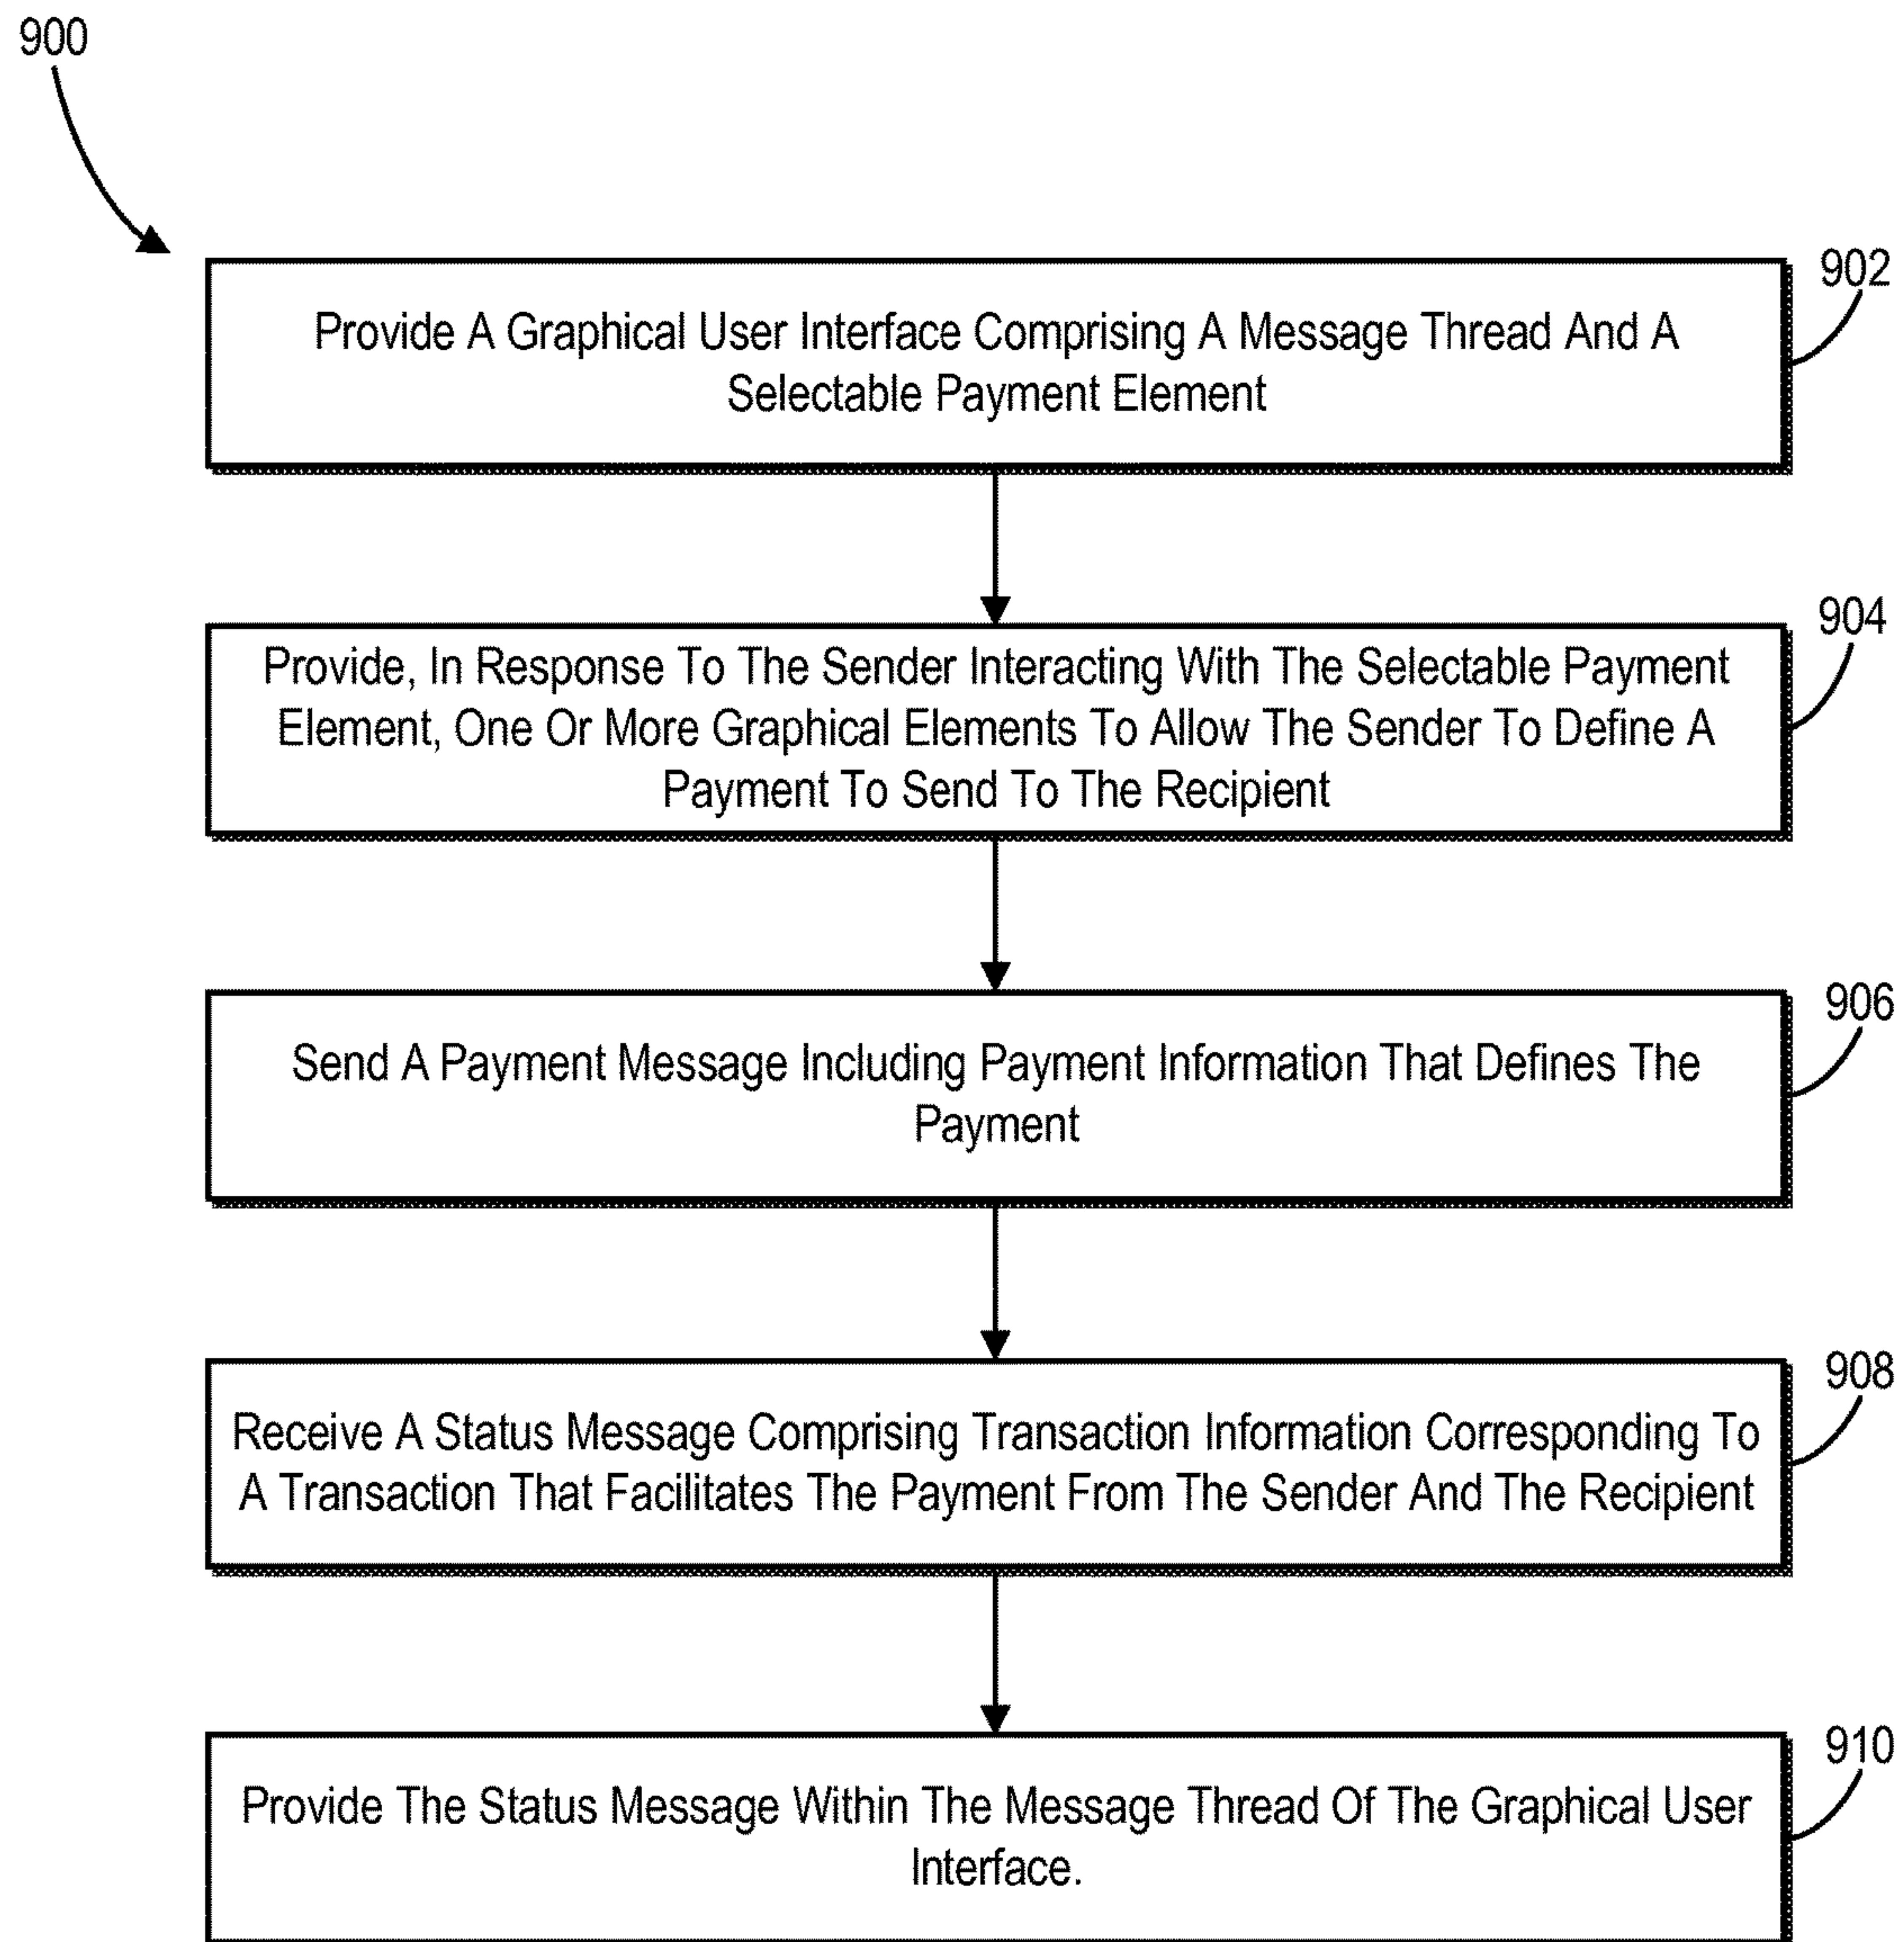 900
902
Provide A Graphical User Interface Comprising A Message Thread And A
Selectable Payment Element
904
Provide, In Response To The Sender Interacting With The Selectable Payment
Element, One Or More Graphical Elements To Allow The Sender To Define A
Payment To Send To The Recipient
906
Send A Payment Message Including Payment Information That Defines The
Payment
908
Receive A Status Message Comprising Transaction Information Corresponding To
A Transaction That Facilitates The Payment From The Sender And The Recipient
910
Provide The Status Message Within The Message Thread Of The Graphical User
Interface.